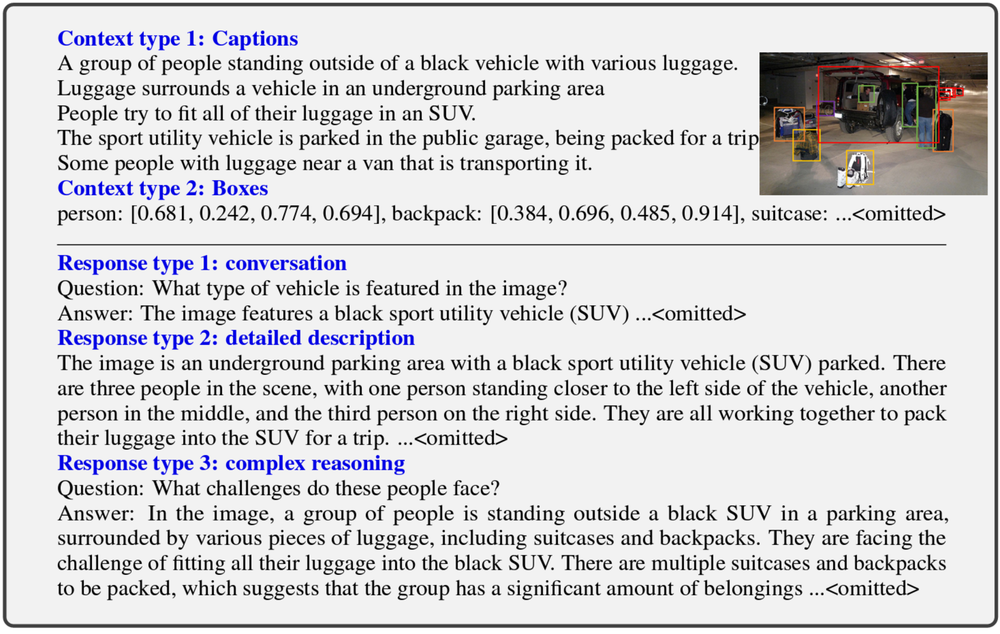 Context type 1: Captions
A group of people standing outside of a black vehicle with various luggage.
Luggage surrounds a vehicle in an underground parking area
People try to fit all of their luggage in an SUV.
The sport utility vehicle is parked in the public garage, being packed for a trip
Some people with luggage near a van that is transporting it.
Context type 2: Boxes
person: [0.681, 0.242, 0.774, 0.694], backpack: [0.384, 0.696, 0.485, 0.914], suitcase: ...<omitted>
Response type 1: conversation
Question: What type of vehicle is featured in the image?
Answer: The image features a black sport utility vehicle (SUV) ...<omitted>
Response type 2: detailed description
The image is an underground parking area with a black sport utility vehicle (SUV) parked. There
are three people in the scene, with one person standing closer to the left side of the vehicle, another
person in the middle, and the third person on the right side. They are all working together to pack
their luggage into the SUV for a trip. ...<omitted>
Response type 3: complex reasoning
Question: What challenges do these people face?
Answer: In the image, a group of people is standing outside a black SUV in a parking area,
surrounded by various pieces of luggage, including suitcases and backpacks. They are facing the
challenge of fitting all their luggage into the black SUV. There are multiple suitcases and backpacks
to be packed, which suggests that the group has a significant amount of belongings ...<omitted>